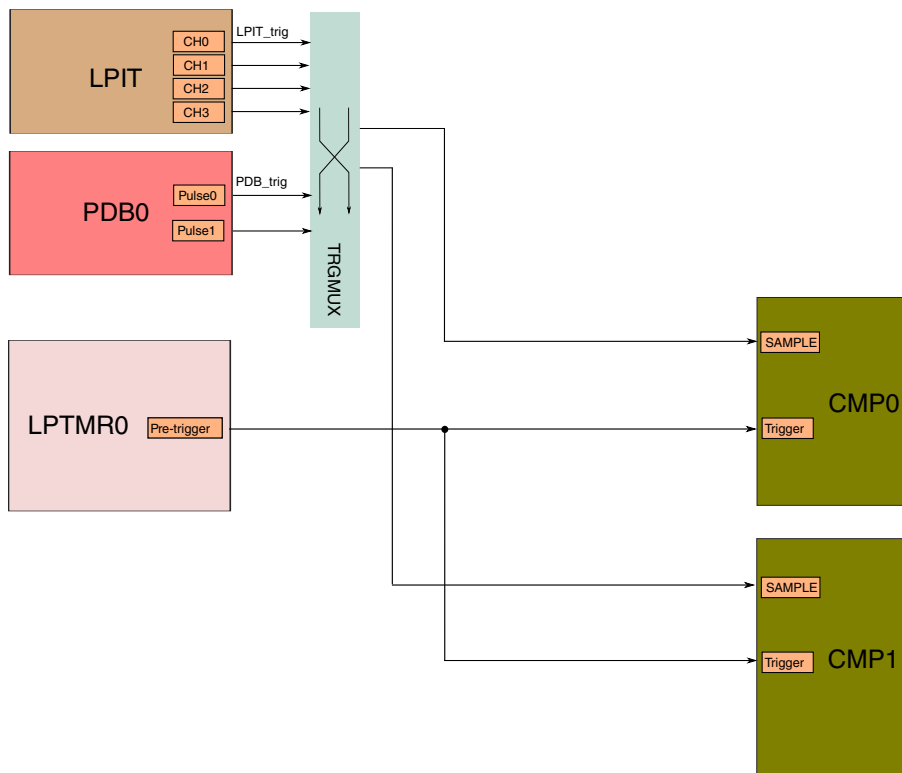 LPIT
CH0
CH1
CH2
CH3
LPIT_trig
PDB0
Pulse0
Pulse1
PDB_trig
TRGMUX
LPTMR0
Pre-trigger
SAMPLE
CMP0
Trigger
SAMPLE
CMP1
Trigger